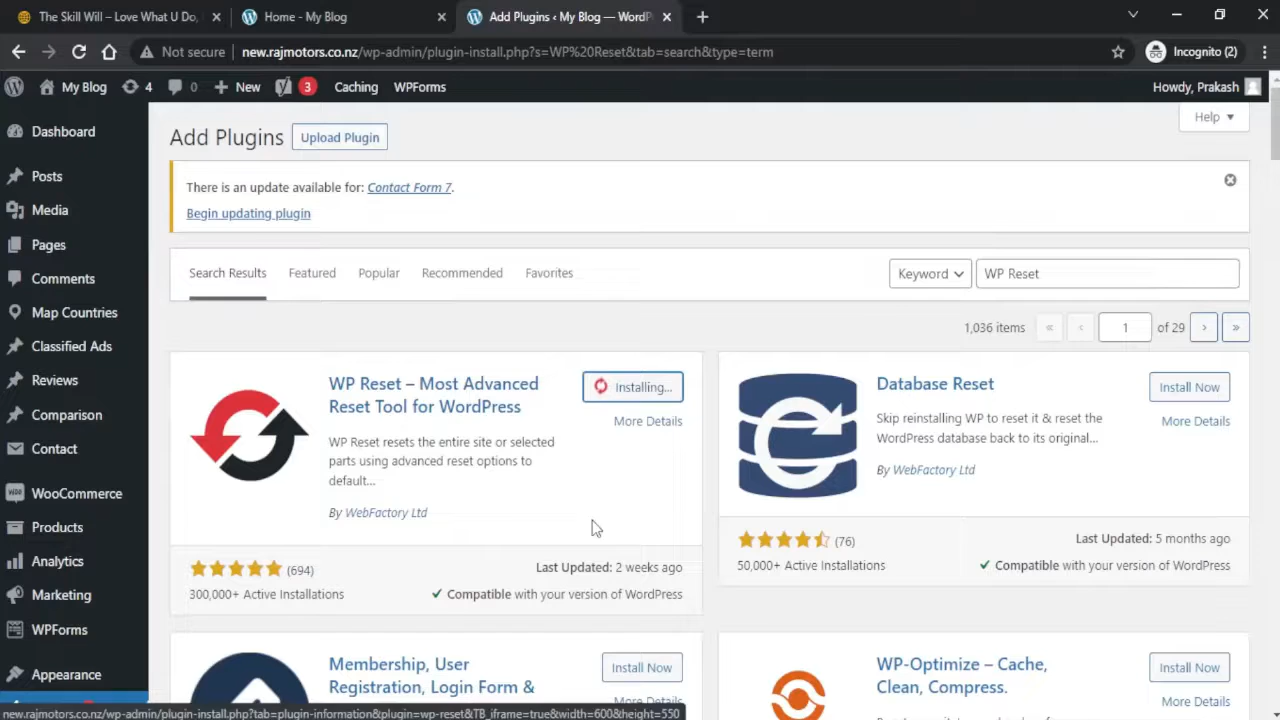 The Skill Will – Love What U Do,
Home - My Blog
Add Plugins ‹ My Blog — WordP
Not secure
new.rajmotors.co.nz/wp-admin/plugin-install.php?s=WP%20Reset&tab=search&type=term
Incognito (2)
My Blog
4
0
New
3
Caching
WPForms
Howdy, Prakash
Dashboard
Posts
Media
Pages
Comments
Map Countries
Classified Ads
Reviews
Comparison
Contact
WooCommerce
Products
Analytics
Marketing
WPForms
Appearance
Help
Add Plugins
Upload Plugin
There is an update available for: Contact Form 7.
Begin updating plugin
Search Results
Featured
Popular
Recommended
Favorites
Keyword
WP Reset
1,036 items
«
‹
1
of 29
›
»
WP Reset – Most Advanced
Reset Tool for WordPress
Installing...
More Details
WP Reset resets the entire site or selected
parts using advanced reset options to
default...
By WebFactory Ltd
(694)
Last Updated: 2 weeks ago
300,000+ Active Installations
Compatible with your version of WordPress
Database Reset
Install Now
More Details
Skip reinstalling WP to reset it & reset the
WordPress database back to its original...
By WebFactory Ltd
(76)
Last Updated: 5 months ago
50,000+ Active Installations
Compatible with your version of WordPress
Membership, User
Registration, Login Form &
Install Now
More Details
WP-Optimize – Cache,
Clean, Compress.
Install Now
More Details
new.rajmotors.co.nz/wp-admin/plugin-install.php?tab=plugin-information&plugin=wp-reset&TB_iframe=true&width=600&height=550